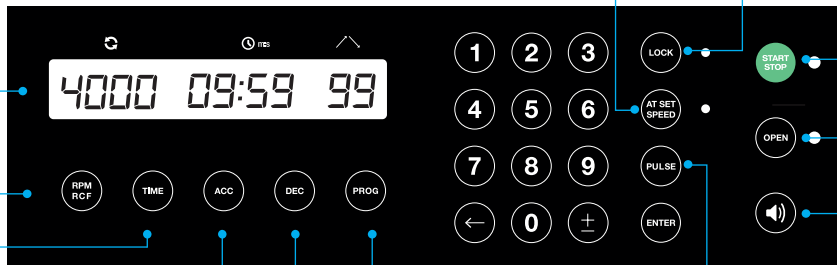 m:s
4000 09:59 99
RPM
RCF
TIME
ACC
DEC
PROG
1 2 3
4 5 6
7 8 9
← 0 ±
LOCK
AT SET
SPEED
PULSE
ENTER
START
STOP
OPEN